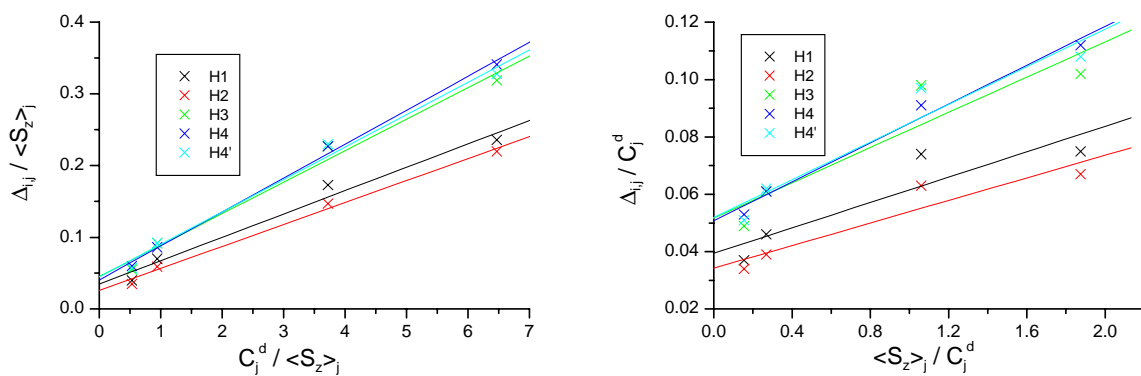 0.4
0.3
0.2
0.1
0.0
Δi,j / <Sz>j
H1
H2
H3
H4
H4'
0 1 2 3 4 5 6 7
Cjd / <Sz>j
0.12
0.10
0.08
0.06
0.04
0.02
Δi,j / Cjd
H1
H2
H3
H4
H4'
0.0 0.4 0.8 1.2 1.6 2.0
<Sz>j / Cjd